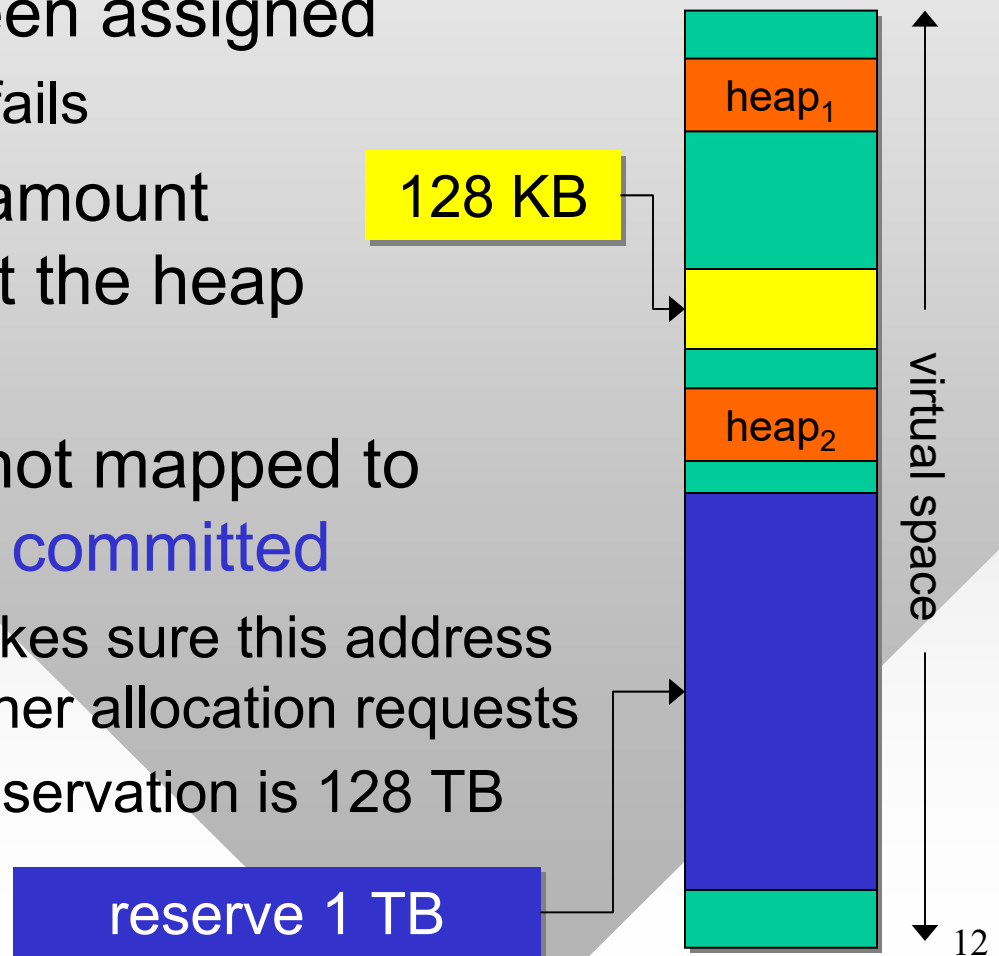 een assigned
fails
amount
t the heap
not mapped to
committed
kes sure this address
ner allocation requests
servation is 128 TB
128 KB
reserve 1 TB
heap₁
heap₂
virtual space
12